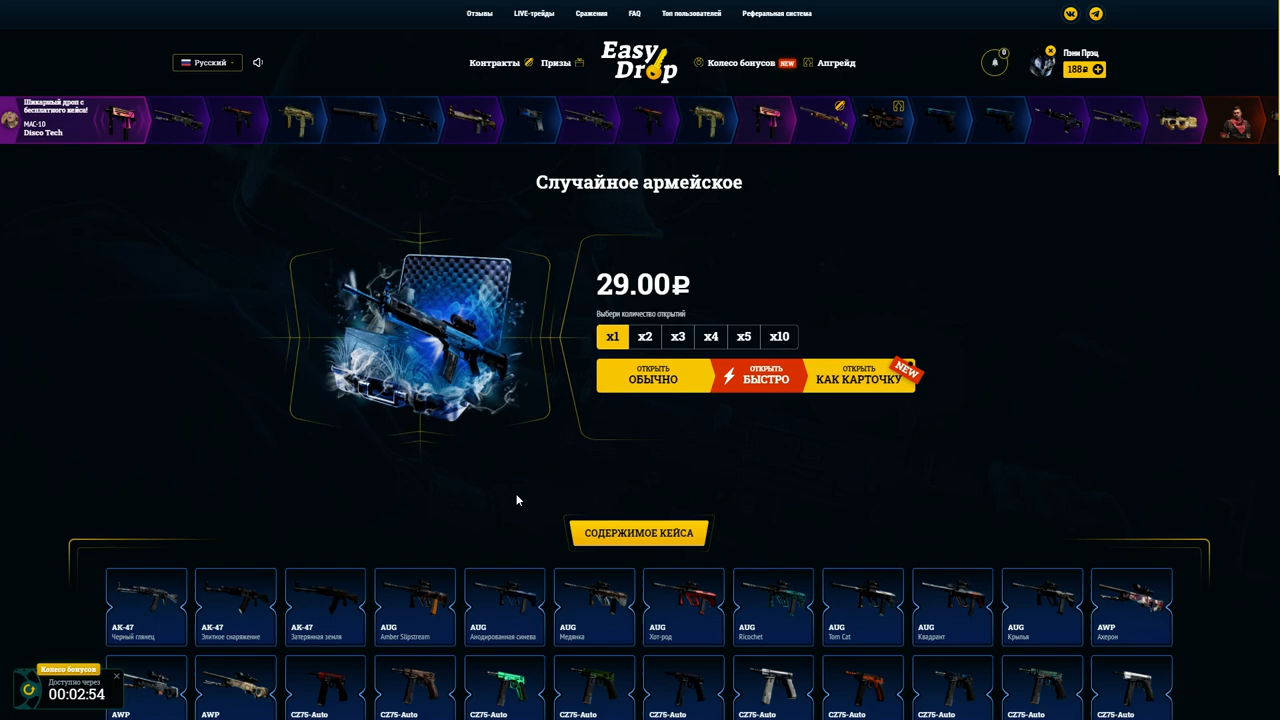 Отзывы LIVE-трейды Сражения FAQ Топ пользователей Реферальная система
Русский
Контракты Призы
Easy Drop
Колесо бонусов NEW Апгрейд
0
Пэни Прэц
188₽
Шикарный дроп с
бесплатного кейса!
MAC-10
Disco Tech
Случайное армейское
29.00₽
Выбери количество открытий
x1 x2 x3 x4 x5 x10
ОТКРЫТЬ ОБЫЧНО
ОТКРЫТЬ БЫСТРО
ОТКРЫТЬ КАК КАРТОЧКУ
NEW
СОДЕРЖИМОЕ КЕЙСА
AK-47 AK-47 AK-47 AUG AUG AUG AUG AUG AUG AUG AUG AWP
Черный глянец Элитное снаряжение Затерянная земля Amber Slipstream Анодированная синева Медянка Хот-род Ricochet Tom Cat Квадрант Крылья Ахерон
AWP AWP CZ75-Auto CZ75-Auto CZ75-Auto CZ75-Auto CZ75-Auto CZ75-Auto CZ75-Auto CZ75-Auto CZ75-Auto CZ75-Auto
Колесо бонусов
Доступно через
00:02:54